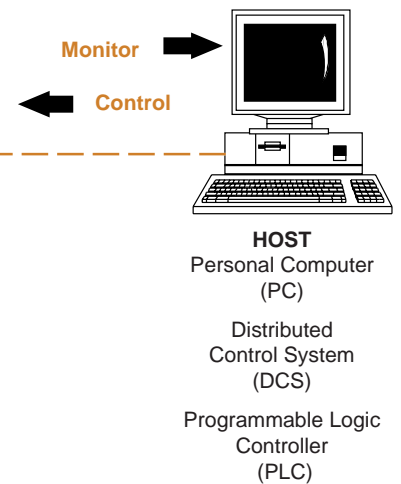 Monitor
Control
HOST
Personal Computer
(PC)
Distributed
Control System
(DCS)
Programmable Logic
Controller
(PLC)